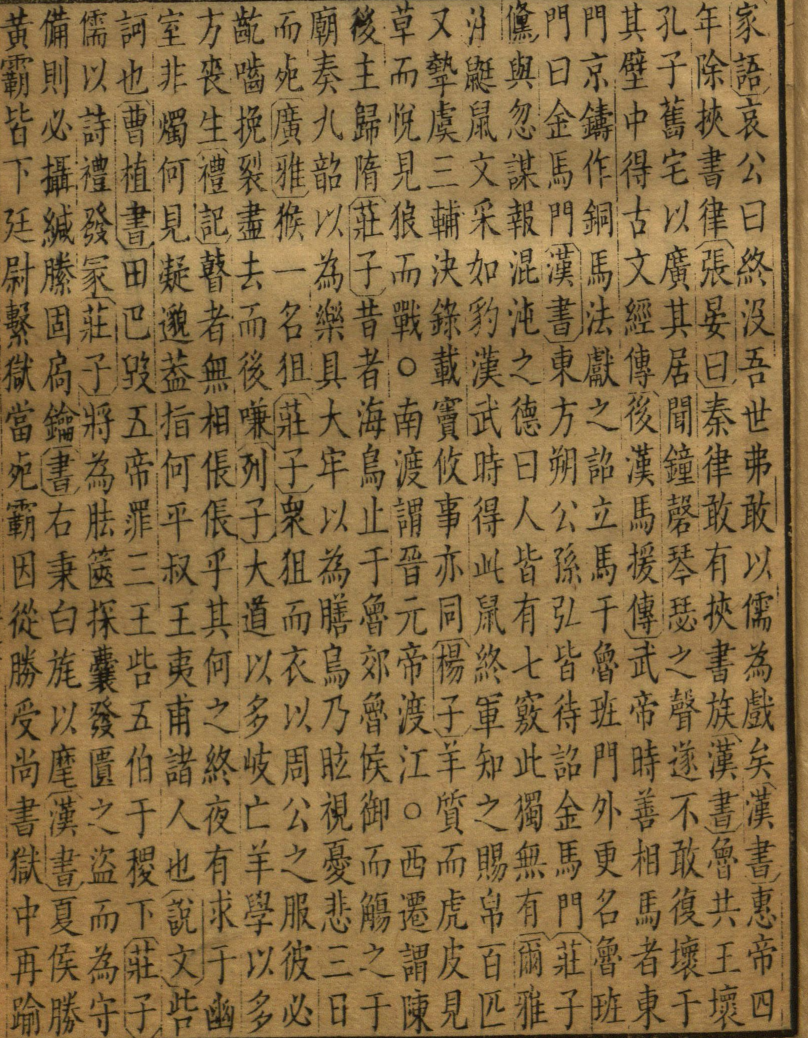 家語哀公曰終没吾世弗敢以儒為戲矣漢書惠帝四
年除挾書律張晏曰秦律敢有挾書族漢書魯共王壞
孔子舊宅以廣其居聞鐘磬琴瑟之聲遂不敢復壞于
其壁中得古文經傳後漢馬援傳武帝時善相馬者東
門京鑄作銅馬法獻之詔立馬于魯班門外更名魯班
門曰金馬門漢書東方朔公孫弘皆待詔金馬門莊子
儵與忽謀報混沌之德曰人皆有七竅此獨無有爾雅
注鼮鼠文采如豹漢武時得此鼠終軍知之賜帛百匹
又摯虞三輔決錄載竇攸事亦同楊子羊質而虎皮見
草而悅見狼而戰○南渡謂晉元帝渡江○西遷謂陳
後主歸隋莊子昔者海鳥止于魯郊魯侯御而觴之于
廟奏九韶以為樂具大牢以為膳鳥乃眩視憂悲三日
而死廣雅猴一名狙莊子衆狙而衣以周公之服彼必
齕嚙挽裂盡去而後嗛列子大道以多岐亡羊學以多
方喪生禮記瞽者無相倀倀乎其何之終夜有求于幽
室非燭何見疑邈葢指何平叔王夷甫諸人也說文呰
訶也曹植書田巴毀五帝罪三王呰五伯于稷下莊子
儒以詩禮發冢莊子將為胠篋探囊發匱之盜而為守
備則必攝緘縢固扃鑰書右秉白旄以麾漢書夏侯勝
黃霸皆下廷尉繫獄當死霸因從勝受尚書獄中再踰